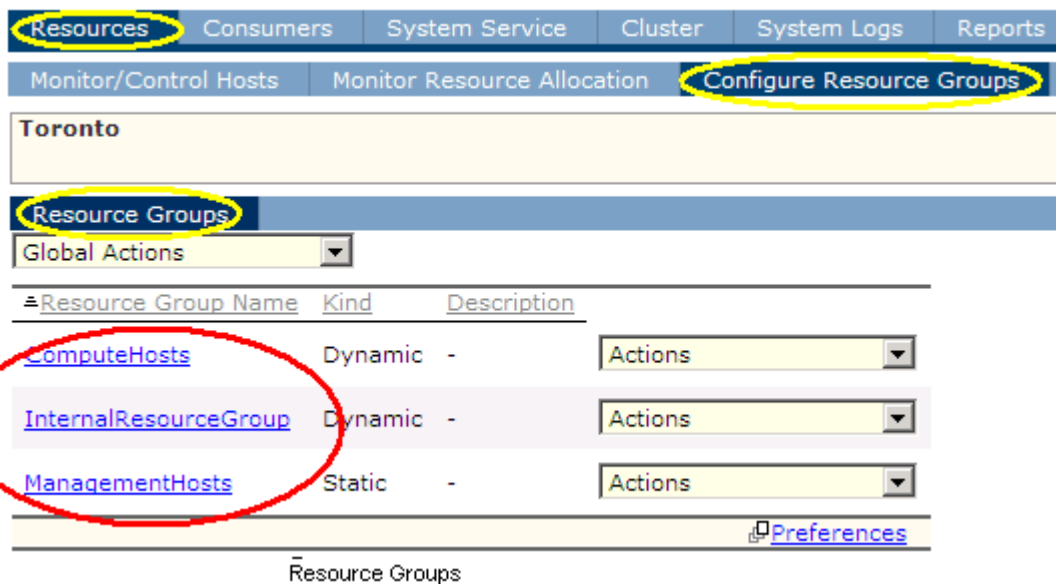 Resources Consumers System Service Cluster System Logs Reports
Monitor/Control Hosts Monitor Resource Allocation Configure Resource Groups
Toronto
Resource Groups
Global Actions
Resource Group Name Kind Description
ComputeHosts Dynamic - Actions
InternalResourceGroup Dynamic - Actions
ManagementHosts Static - Actions
Preferences
Resource Groups